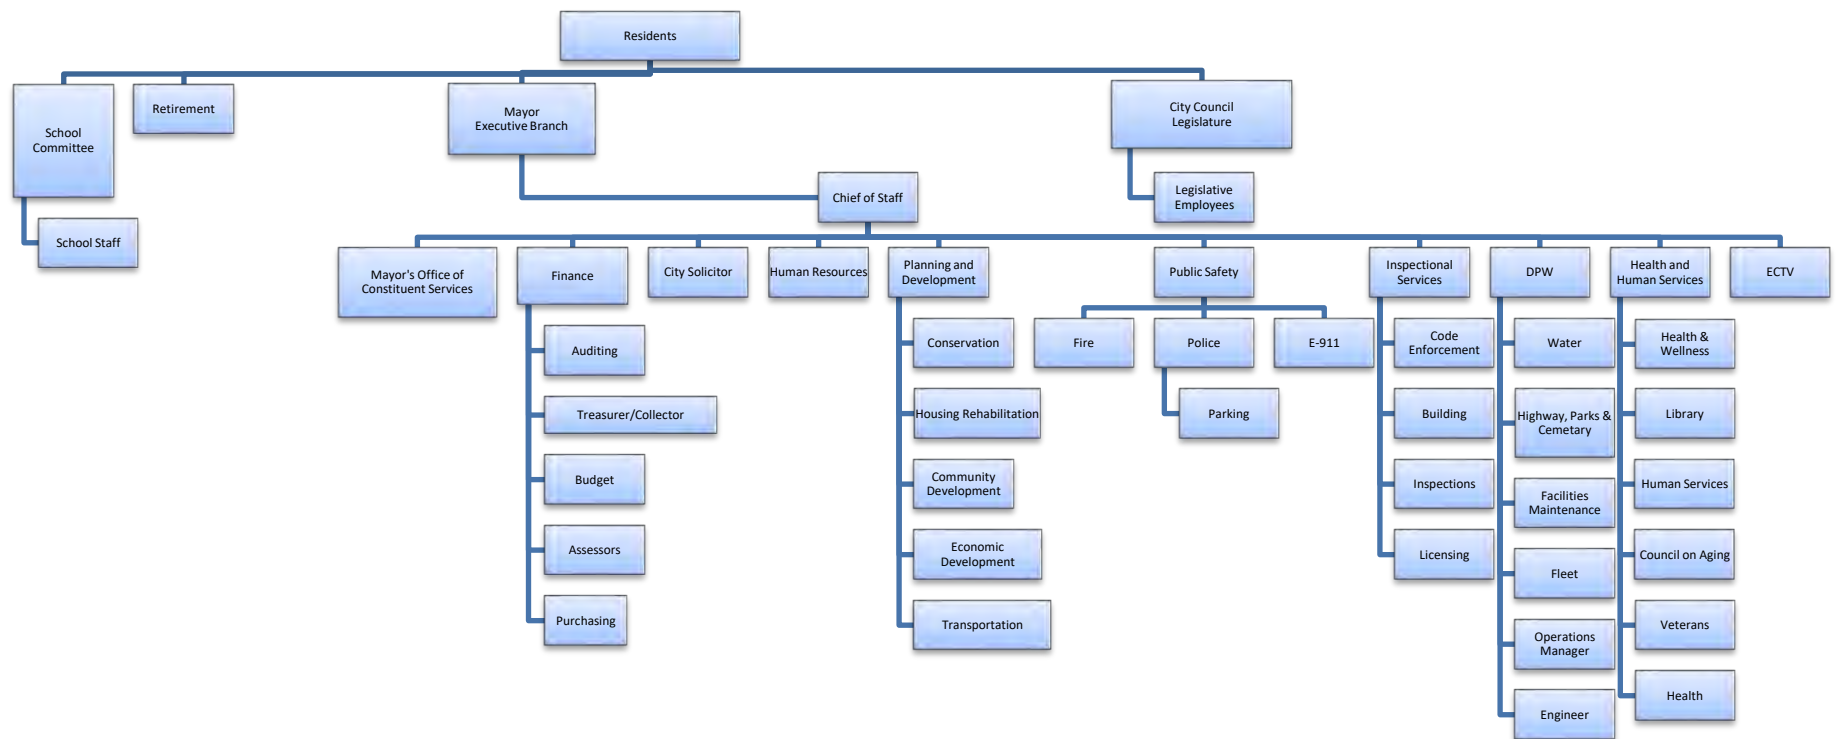 Residents
School
Committee
Retirement
Mayor
Executive Branch
City Council
Legislature
School Staff
Chief of Staff
Legislative
Employees
Mayor's Office of
Constituent Services
Finance
City Solicitor
Human Resources
Planning and
Development
Public Safety
Inspectional
Services
DPW
Health and
Human Services
ECTV
Auditing
Treasurer/Collector
Budget
Assessors
Purchasing
Conservation
Housing Rehabilitation
Community
Development
Economic
Development
Transportation
Fire
Police
E-911
Parking
Code
Enforcement
Building
Inspections
Licensing
Water
Highway, Parks &
Cemetary
Facilities
Maintenance
Fleet
Operations
Manager
Engineer
Health &
Wellness
Library
Human Services
Council on Aging
Veterans
Health